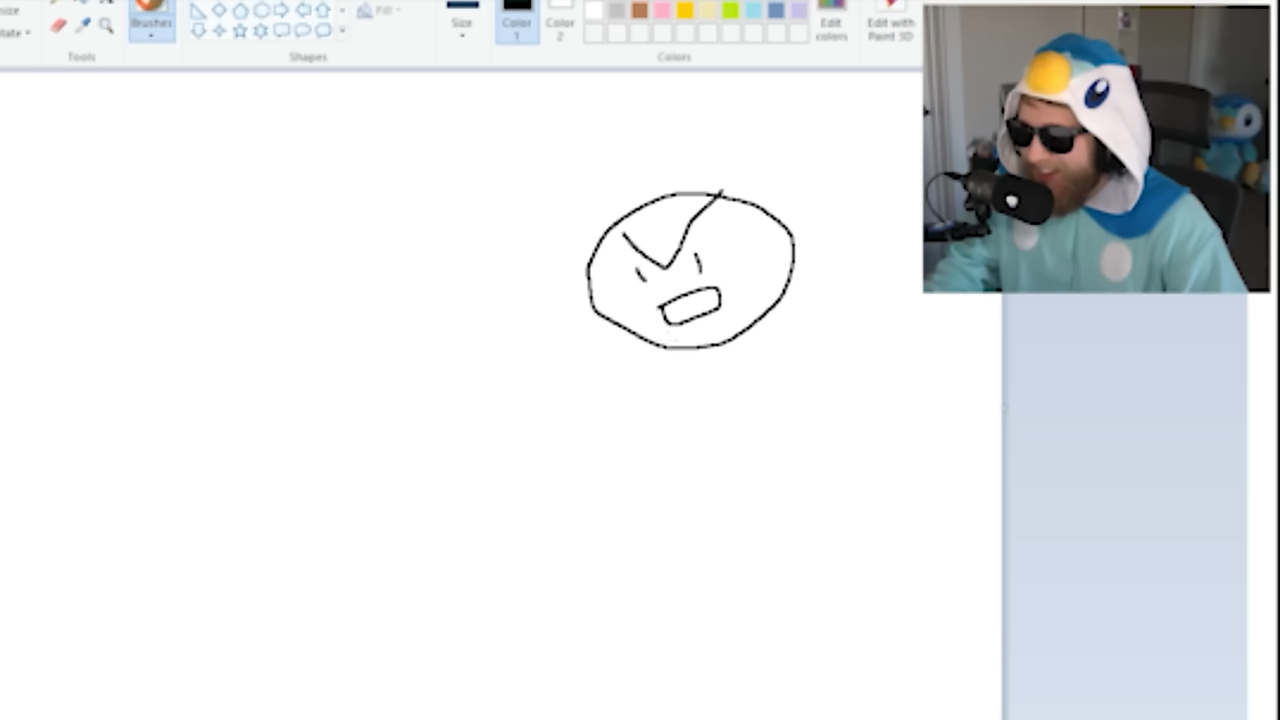 Brushes
Size
Color
1
Color
2
Fill
Edit
colors
Edit with
Paint 3D
Tools
Shapes
Colors